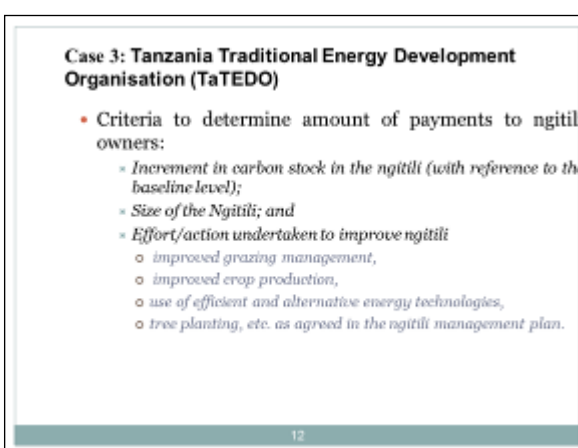 Case 3: Tanzania Traditional Energy Development
Organisation (TaTEDO)
• Criteria to determine amount of payments to ngitil
owners:
Increment in carbon stock in the ngitili (with reference to the
baseline level);
Size of the Ngitili; and
Effort/action undertaken to improve ngitili
o improved grazing management,
o improved crop production,
o use of efficient and alternative energy technologies,
o tree planting, etc. as agreed in the ngitili management plan.
12